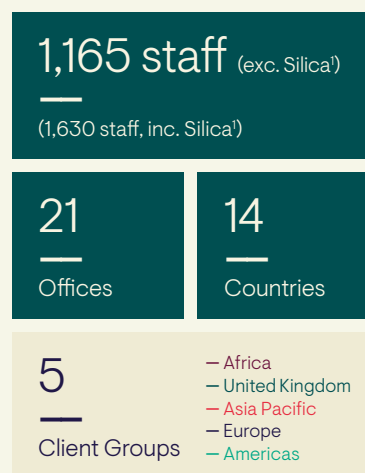 1,165 staff (exc. Silica¹)
(1,630 staff, inc. Silica¹)
21
Offices
14
Countries
5
Client Groups
— Africa
— United Kingdom
— Asia Pacific
— Europe
— Americas